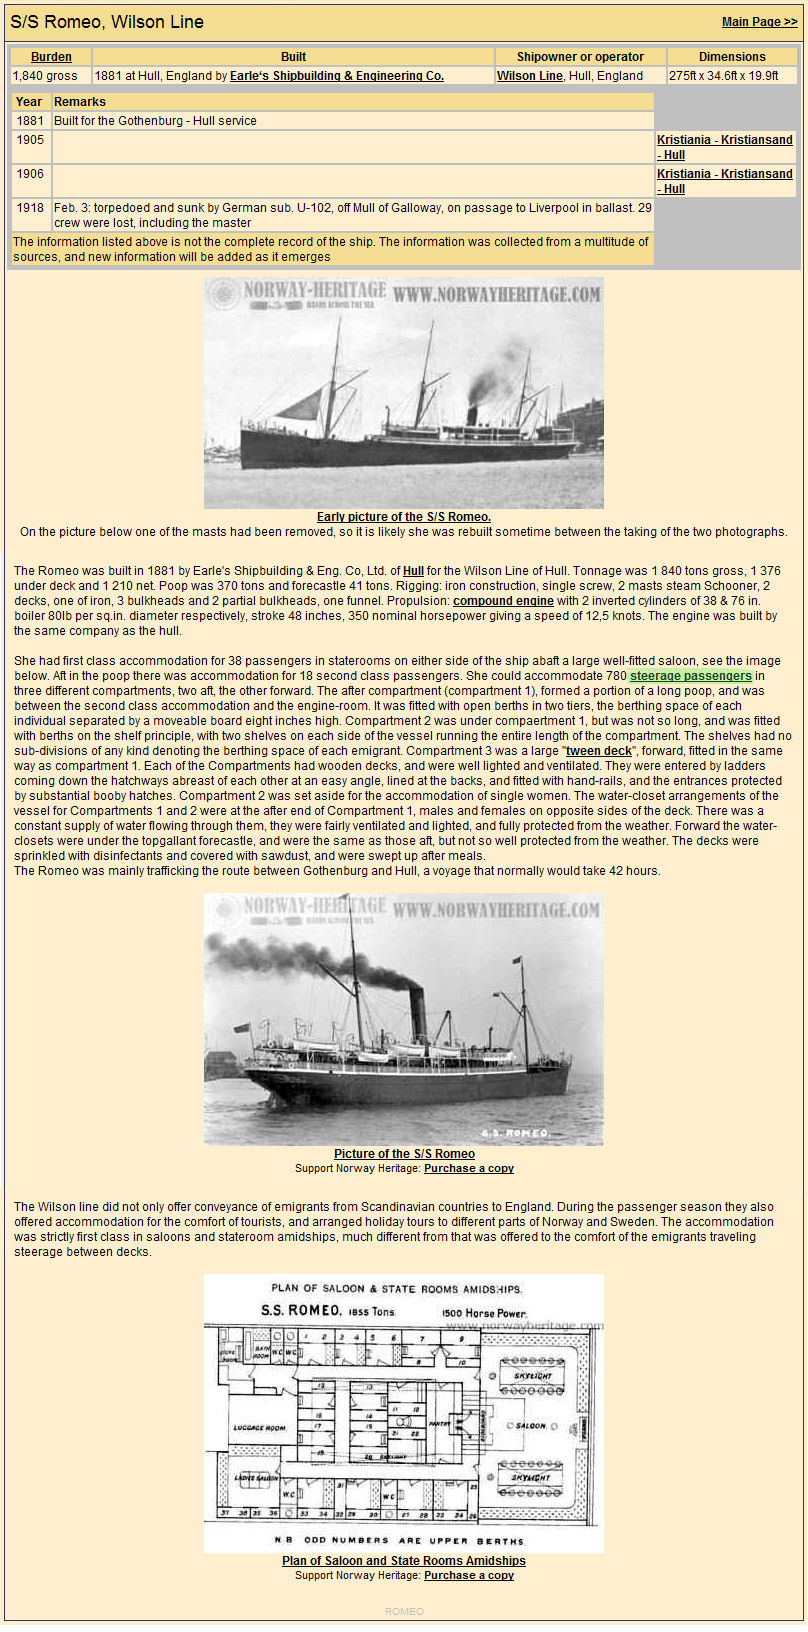 S/S Romeo, Wilson Line
Main Page >>
Burden Built Shipowner or operator Dimensions
1,840 gross 1881 at Hull, England by Earle's Shipbuilding & Engineering Co. Wilson Line, Hull, England 275ft x 34.6ft x 19.9ft
Year Remarks
1881 Built for the Gothenburg - Hull service
1905 Kristiania - Kristiansand
- Hull
1906 Kristiania - Kristiansand
- Hull
1918 Feb. 3: torpedoed and sunk by German sub. U-102, off Mull of Galloway, on passage to Liverpool in ballast. 29
crew were lost, including the master
The information listed above is not the complete record of the ship. The information was collected from a multitude of
sources, and new information will be added as it emerges
NORWAY-HERITAGE WWW.NORWAYHERITAGE.COM
HANDS ACROSS THE SEA
Early picture of the S/S Romeo.
On the picture below one of the masts had been removed, so it is likely she was rebuilt sometime between the taking of the two photographs.
The Romeo was built in 1881 by Earle's Shipbuilding & Eng. Co, Ltd. of Hull for the Wilson Line of Hull. Tonnage was 1 840 tons gross, 1 376
under deck and 1 210 net. Poop was 370 tons and forecastle 41 tons. Rigging: iron construction, single screw, 2 masts steam Schooner, 2
decks, one of iron, 3 bulkheads and 2 partial bulkheads, one funnel. Propulsion: compound engine with 2 inverted cylinders of 38 & 76 in.
boiler 80lb per sq.in. diameter respectively, stroke 48 inches, 350 nominal horsepower giving a speed of 12,5 knots. The engine was built by
the same company as the hull.
She had first class accommodation for 38 passengers in staterooms on either side of the ship abaft a large well-fitted saloon, see the image
below. Aft in the poop there was accommodation for 18 second class passengers. She could accommodate 780 steerage passengers in
three different compartments, two aft, the other forward. The after compartment (compartment 1), formed a portion of a long poop, and was
between the second class accommodation and the engine-room. It was fitted with open berths in two tiers, the berthing space of each
individual separated by a moveable board eight inches high. Compartment 2 was under compaertment 1, but was not so long, and was fitted
with berths on the shelf principle, with two shelves on each side of the vessel running the entire length of the compartment. The shelves had no
sub-divisions of any kind denoting the berthing space of each emigrant. Compartment 3 was a large "tween deck", forward, fitted in the same
way as compartment 1. Each of the Compartments had wooden decks, and were well lighted and ventilated. They were entered by ladders
coming down the hatchways abreast of each other at an easy angle, lined at the backs, and fitted with hand-rails, and the entrances protected
by substantial booby hatches. Compartment 2 was set aside for the accommodation of single women. The water-closet arrangements of the
vessel for Compartments 1 and 2 were at the after end of Compartment 1, males and females on opposite sides of the deck. There was a
constant supply of water flowing through them, they were fairly ventilated and lighted, and fully protected from the weather. Forward the water-
closets were under the topgallant forecastle, and were the same as those aft, but not so well protected from the weather. The decks were
sprinkled with disinfectants and covered with sawdust, and were swept up after meals.
The Romeo was mainly trafficking the route between Gothenburg and Hull, a voyage that normally would take 42 hours.
NORWAY-HERITAGE WWW.NORWAYHERITAGE.COM
HANDS ACROSS THE SEA
S.S. ROMEO.
Picture of the S/S Romeo
Support Norway Heritage: Purchase a copy
The Wilson line did not only offer conveyance of emigrants from Scandinavian countries to England. During the passenger season they also
offered accommodation for the comfort of tourists, and arranged holiday tours to different parts of Norway and Sweden. The accommodation
was strictly first class in saloons and stateroom amidships, much different from that was offered to the comfort of the emigrants traveling
steerage between decks.
PLAN OF SALOON & STATE ROOMS AMIDSHIPS.
S.S. ROMEO. 1855 Tons. 1500 Horse Power.
www.norwayheritage.com
BATH ROOM W.C W.C 1 2 3 4 5 6 7 9
8 10
SKYLIGHT
12 13
11 12
16 14
PANTRY
17 15 21 22
LUGGAGE ROOM
SALOON
19 20 SKYLIGHT
LADIES SALOON
SKYLIGHT
W.C 31 W.C 25
37 38 35 36 33 34 32 29 30 27 28 23 24 26
N.B ODD NUMBERS ARE UPPER BERTHS.
Plan of Saloon and State Rooms Amidships
Support Norway Heritage: Purchase a copy
ROMEO